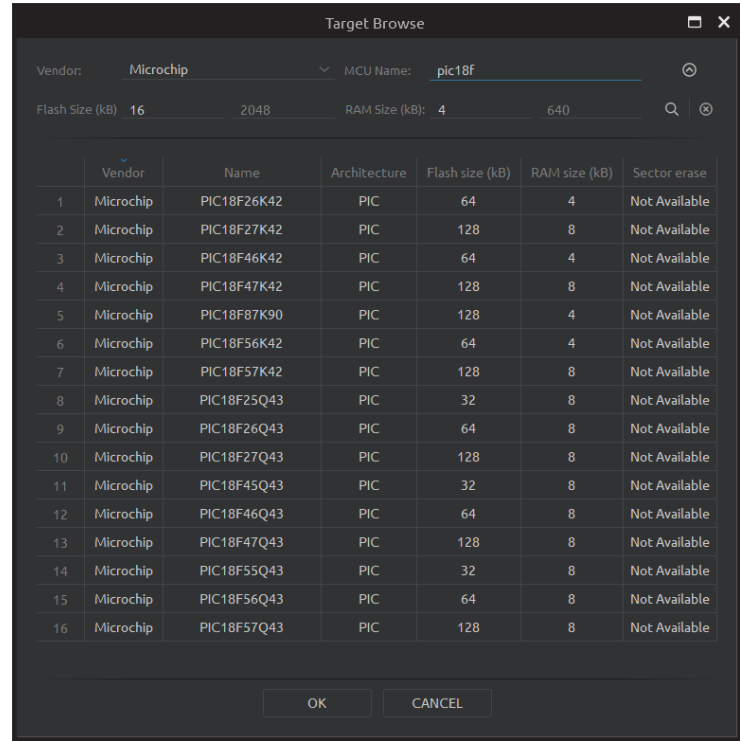 Target Browse
Vendor: Microchip MCU Name: pic18f
Flash Size (kB) 16 2048 RAM Size (kB): 4 640
Vendor Name Architecture Flash size (kB) RAM size (kB) Sector erase
1 Microchip PIC18F26K42 PIC 64 4 Not Available
2 Microchip PIC18F27K42 PIC 128 8 Not Available
3 Microchip PIC18F46K42 PIC 64 4 Not Available
4 Microchip PIC18F47K42 PIC 128 8 Not Available
5 Microchip PIC18F87K90 PIC 128 4 Not Available
6 Microchip PIC18F56K42 PIC 64 4 Not Available
7 Microchip PIC18F57K42 PIC 128 8 Not Available
8 Microchip PIC18F25Q43 PIC 32 8 Not Available
9 Microchip PIC18F26Q43 PIC 64 8 Not Available
10 Microchip PIC18F27Q43 PIC 128 8 Not Available
11 Microchip PIC18F45Q43 PIC 32 8 Not Available
12 Microchip PIC18F46Q43 PIC 64 8 Not Available
13 Microchip PIC18F47Q43 PIC 128 8 Not Available
14 Microchip PIC18F55Q43 PIC 32 8 Not Available
15 Microchip PIC18F56Q43 PIC 64 8 Not Available
16 Microchip PIC18F57Q43 PIC 128 8 Not Available
OK CANCEL